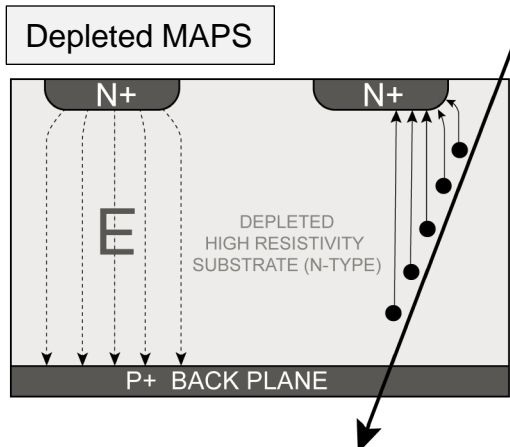 Depleted MAPS
N+
N+
E
DEPLETED
HIGH RESISTIVITY
SUBSTRATE (N-TYPE)
P+ BACK PLANE